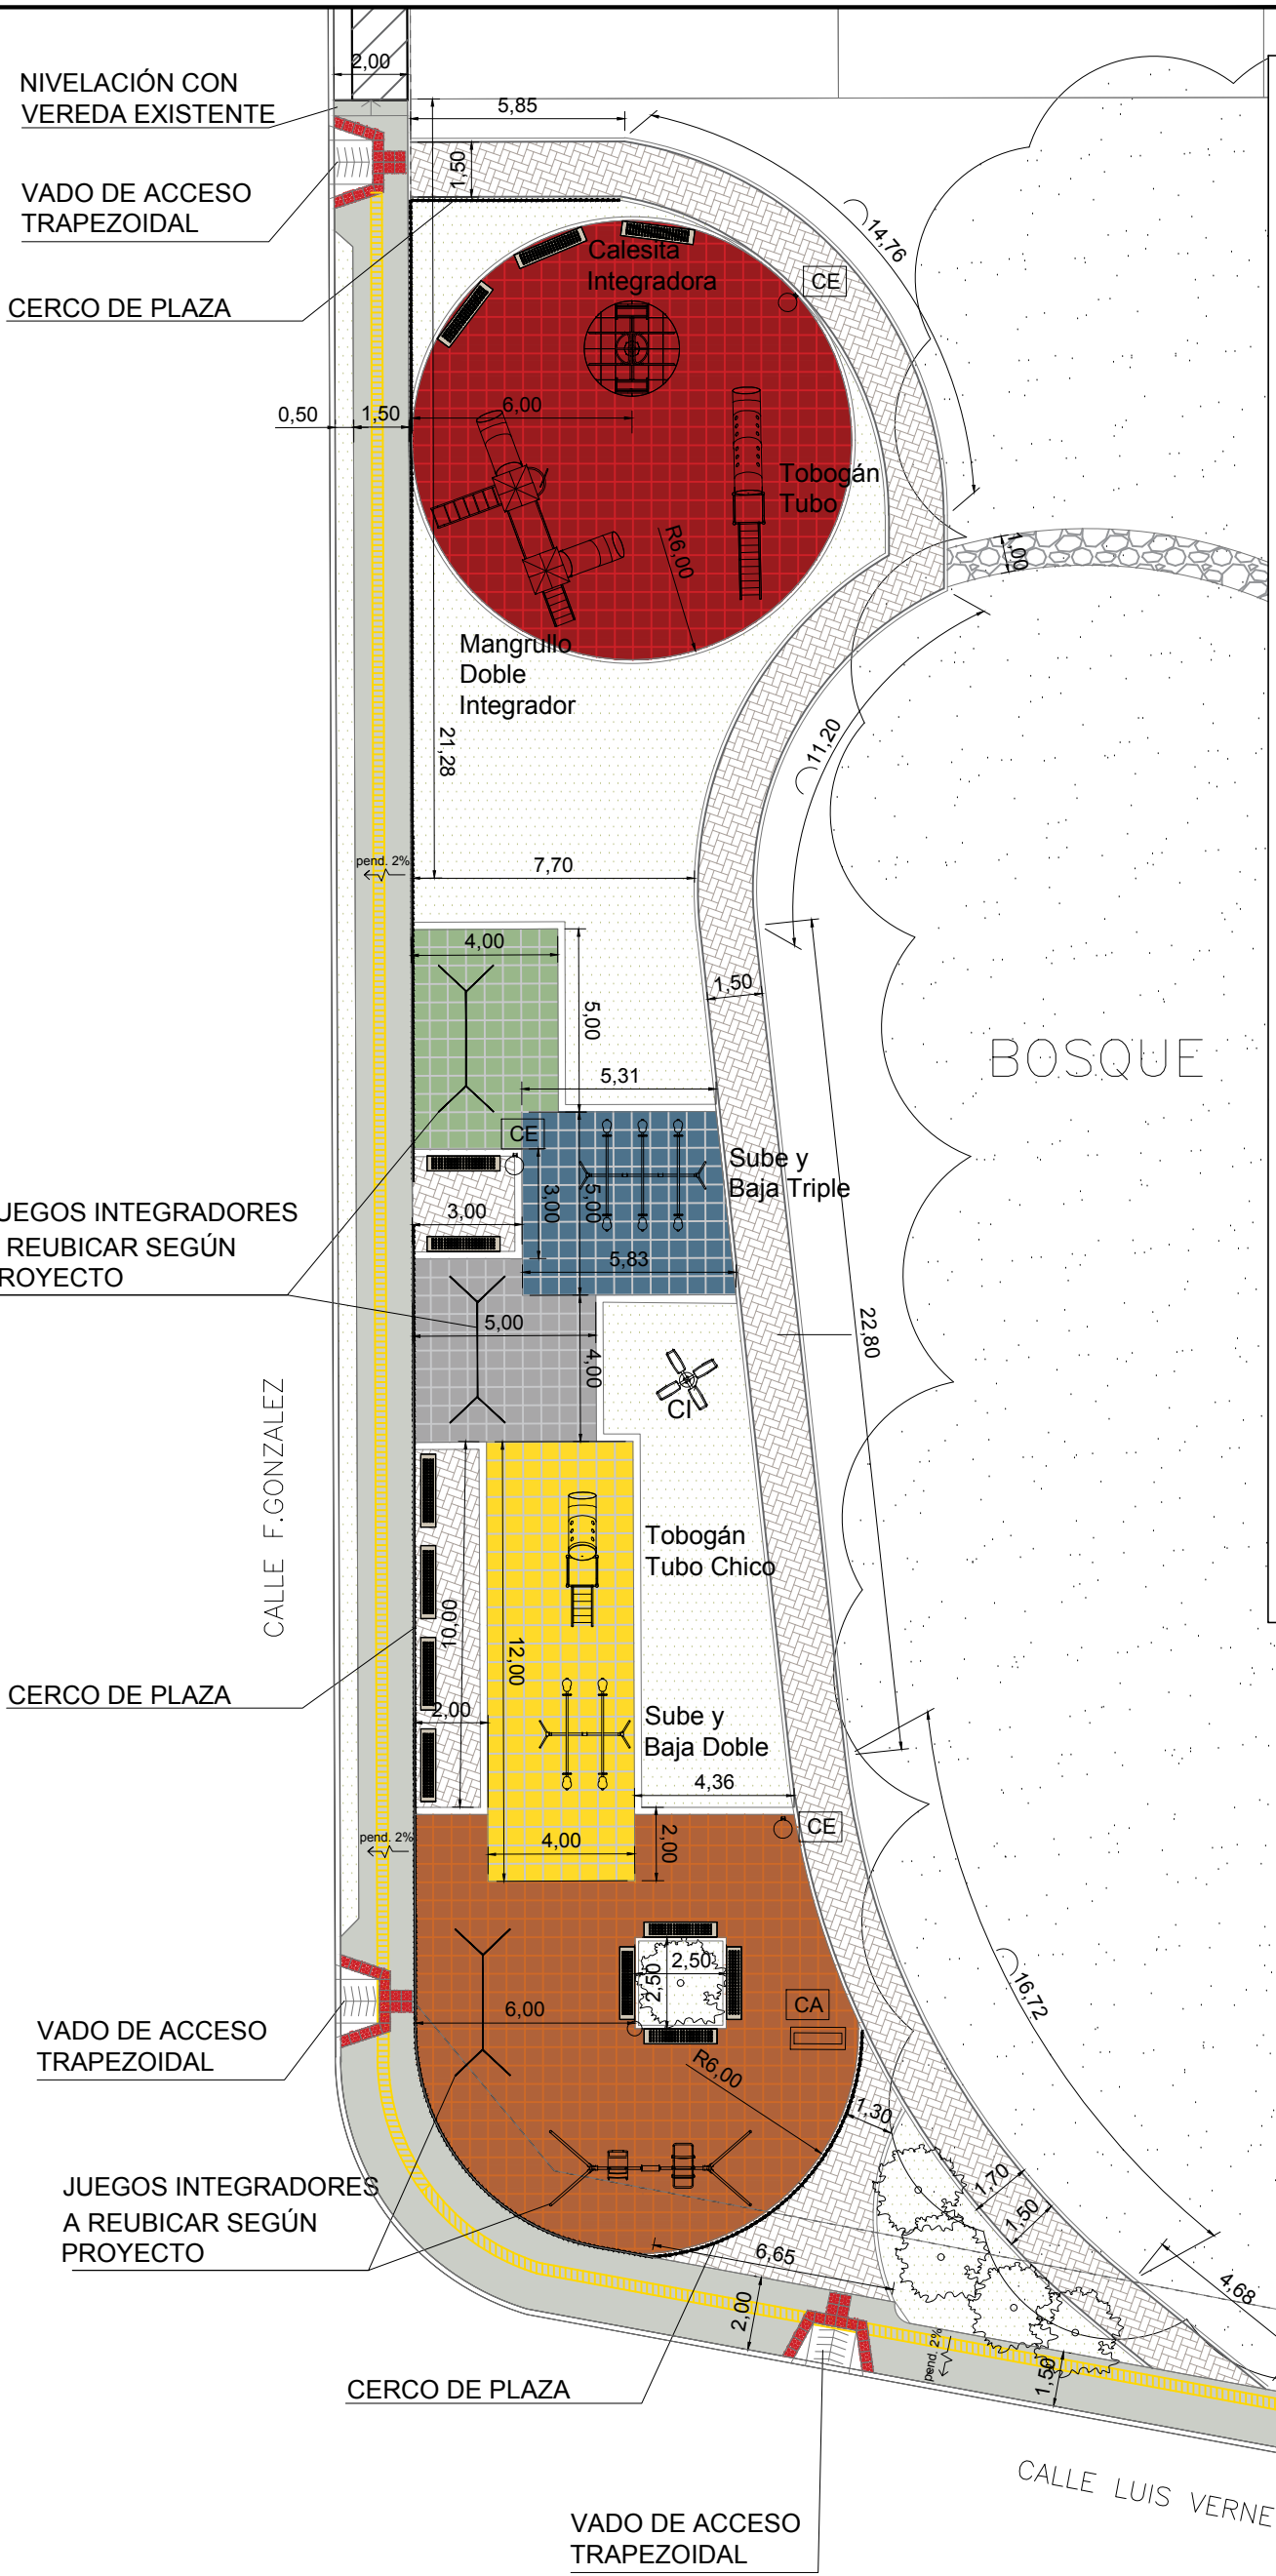 2,00
NIVELACIÓN CON
VEREDA EXISTENTE
5,85
1,50
VADO DE ACCESO
TRAPEZOIDAL
14,76
Calesita
Integradora
CE
CERCO DE PLAZA
0,50
1,50
6,00
Tobogán
Tubo
R6,00
1,00
Mangrullo
Doble
Integrador
21,28
11,20
pend. 2%
7,70
4,00
1,50
5,00
BOSQUE
5,31
CE
Sube y
Baja Triple
3,00
5,00
3,00
UEGOS INTEGRADORES
REUBICAR SEGÚN
ROYECTO
5,83
5,00
4,00
22,80
CI
CALLE F.GONZALEZ
Tobogán
Tubo Chico
10,00
12,00
CERCO DE PLAZA
2,00
Sube y
Baja Doble
4,36
CE
pend. 2%
4,00
2,00
2,50
2,50
16,72
CA
6,00
VADO DE ACCESO
TRAPEZOIDAL
R6,00
1,30
JUEGOS INTEGRADORES
A REUBICAR SEGÚN
PROYECTO
1,70
1,50
6,65
4,68
2,00
pend. 2%
1,50
CERCO DE PLAZA
CALLE LUIS VERNE
VADO DE ACCESO
TRAPEZOIDAL